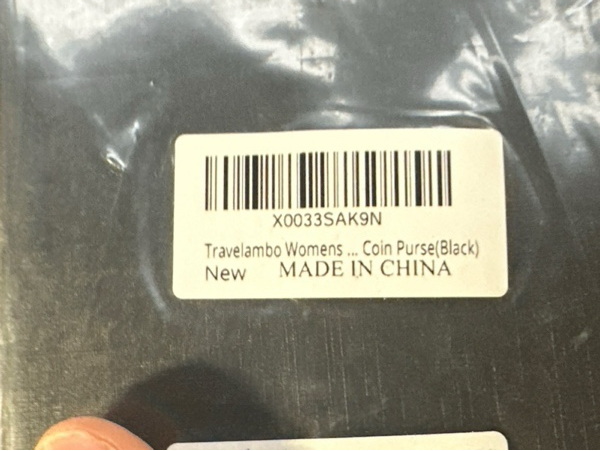 X0033SAK9N
Travelambo Womens ... Coin Purse(Black)
New MADE IN CHINA